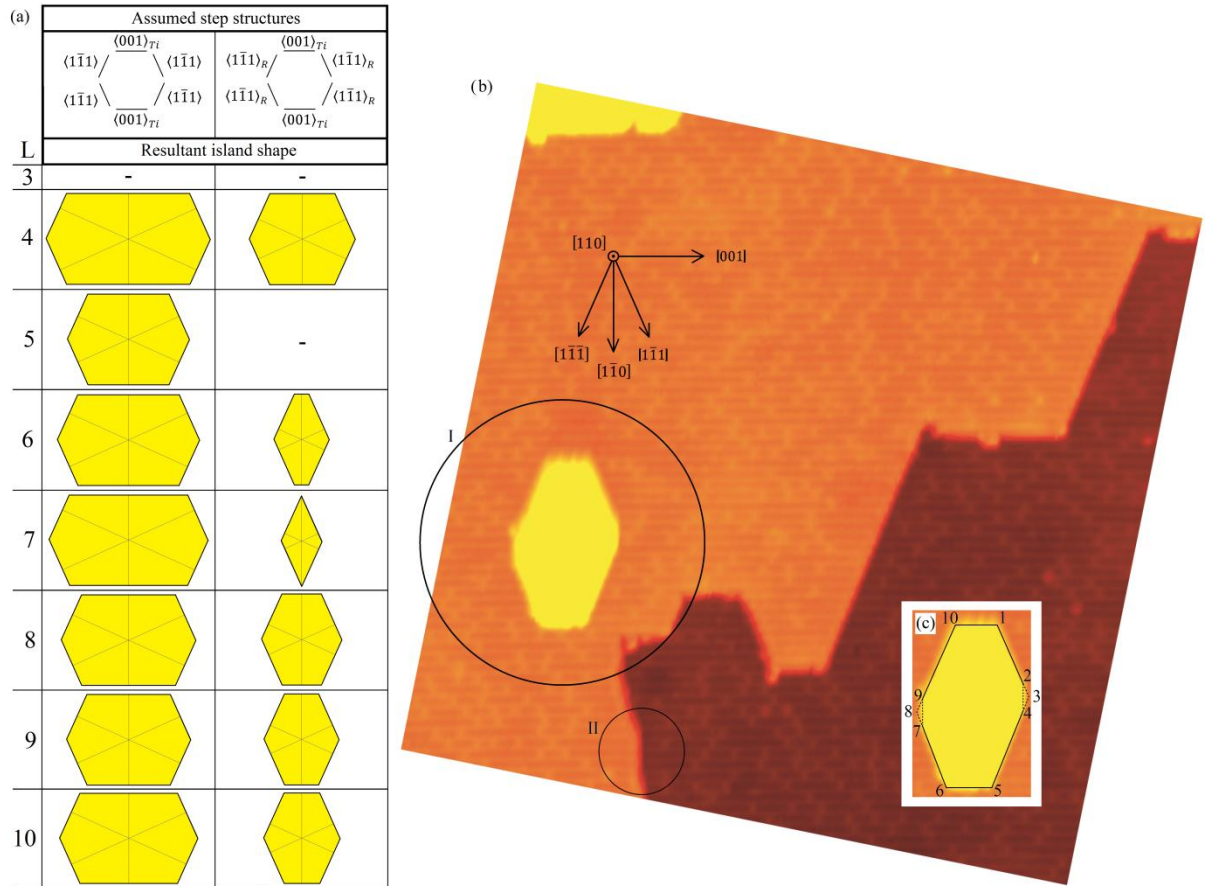 (a)
Assumed step structures
⟨001⟩Ti
⟨11̅1⟩ ⟨11̅1⟩
⟨11̅1⟩ ⟨11̅1⟩
⟨001⟩Ti
⟨001⟩Ti
⟨11̅1⟩R ⟨11̅1⟩R
⟨11̅1⟩R ⟨11̅1⟩R
⟨001⟩Ti
L
Resultant island shape
3 - -
4
5 -
6
7
8
9
10
(b)
[110]
[001]
[11̅1̅] [11̅1]
[11̅0]
I
II
(c)
10 1
2
9 3
8 4
7
6 5